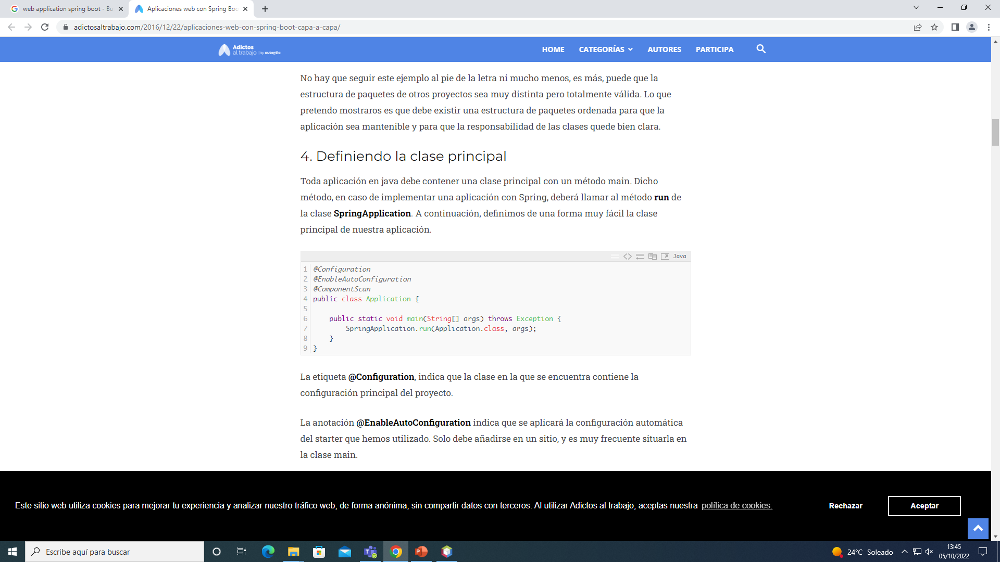 web application spring boot - Bu
Aplicaciones web con Spring Boo
adictosaltrabajo.com/2016/12/22/aplicaciones-web-con-spring-boot-capa-a-capa/
Adictos
al trabajo | by autentia
HOME CATEGORÍAS AUTORES PARTICIPA
No hay que seguir este ejemplo al pie de la letra ni mucho menos, es más, puede que la
estructura de paquetes de otros proyectos sea muy distinta pero totalmente válida. Lo que
pretendo mostraros es que debe existir una estructura de paquetes ordenada para que la
aplicación sea mantenible y para que la responsabilidad de las clases quede bien clara.
4. Definiendo la clase principal
Toda aplicación en java debe contener una clase principal con un método main. Dicho
método, en caso de implementar una aplicación con Spring, deberá llamar al método run de
la clase SpringApplication. A continuación, definimos de una forma muy fácil la clase
principal de nuestra aplicación.
Java
1 @Configuration
2 @EnableAutoConfiguration
3 @ComponentScan
4 public class Application {
5
6 public static void main(String[] args) throws Exception {
7 SpringApplication.run(Application.class, args);
8 }
9 }
La etiqueta @Configuration, indica que la clase en la que se encuentra contiene la
configuración principal del proyecto.
La anotación @EnableAutoConfiguration indica que se aplicará la configuración automática
del starter que hemos utilizado. Solo debe añadirse en un sitio, y es muy frecuente situarla en
la clase main.
Este sitio web utiliza cookies para mejorar tu experiencia y analizar nuestro tráfico web, de forma anónima, sin compartir datos con terceros. Al utilizar Adictos al trabajo, aceptas nuestra política de cookies. Rechazar Aceptar
Escribe aquí para buscar
24°C Soleado
13:45
05/10/2022